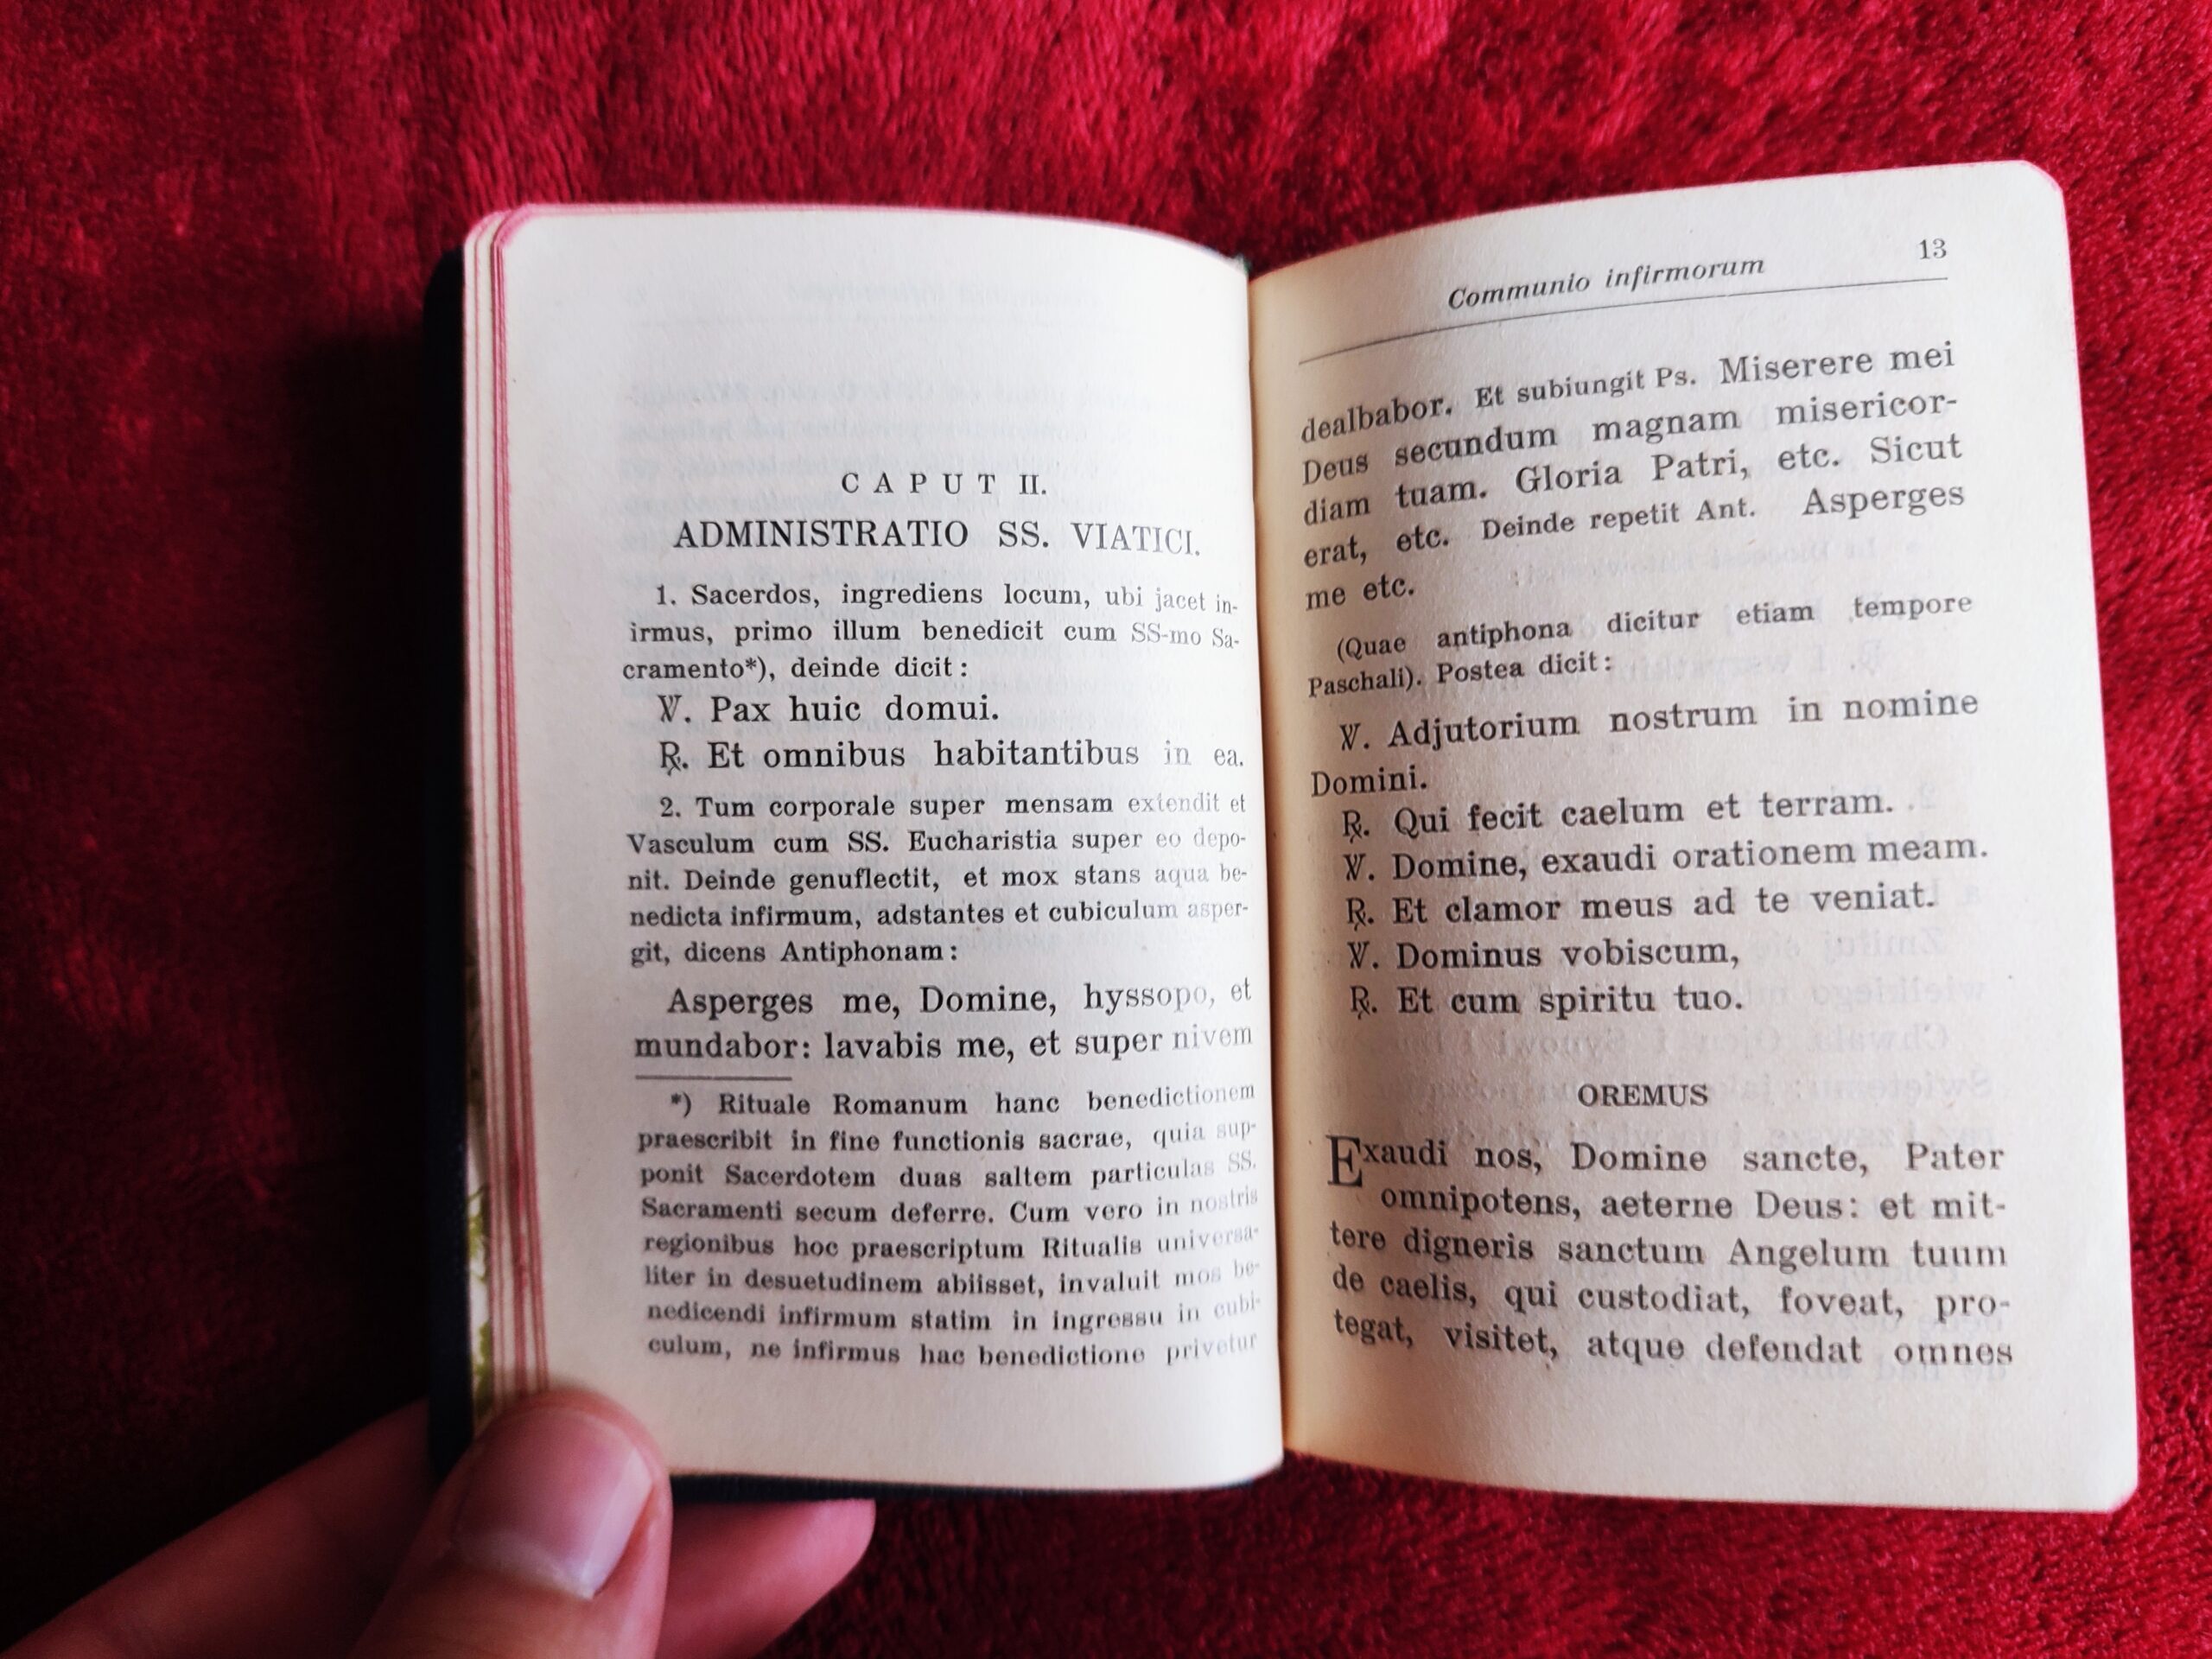 CAPUT II.
ADMINISTRATIO SS. VIATICI.
1. Sacerdos, ingrediens locum, ubi jacet in-
irmus, primo illum benedicit cum SS-mo Sa-
cramento*), deinde dicit:
℣. Pax huic domui.
℟. Et omnibus habitantibus in ea.
2. Tum corporale super mensam extendit et
Vasculum cum SS. Eucharistia super eo depo-
nit. Deinde genuflectit, et mox stans aqua be-
nedicta infirmum, adstantes et cubiculum asper-
git, dicens Antiphonam:
Asperges me, Domine, hyssopo, et
mundabor: lavabis me, et super nivem
*) Rituale Romanum hanc benedictionem
praescribit in fine functionis sacrae, quia sup-
ponit Sacerdotem duas saltem particulas SS.
Sacramenti secum deferre. Cum vero in nostris
regionibus hoc praescriptum Ritualis universa-
liter in desuetudinem abiisset, invaluit mos be-
nedicendi infirmum statim in ingressu in cubi-
culum, ne infirmus hac benedictione privetur
Communio infirmorum 13
dealbabor. Et subiungit Ps. Miserere mei
Deus secundum magnam misericor-
diam tuam. Gloria Patri, etc. Sicut
erat, etc. Deinde repetit Ant. Asperges
me etc.
(Quae antiphona dicitur etiam tempore
Paschali). Postea dicit:
℣. Adjutorium nostrum in nomine
Domini.
℟. Qui fecit caelum et terram.
℣. Domine, exaudi orationem meam.
℟. Et clamor meus ad te veniat.
℣. Dominus vobiscum,
℟. Et cum spiritu tuo.
OREMUS
Exaudi nos, Domine sancte, Pater
omnipotens, aeterne Deus: et mit-
tere digneris sanctum Angelum tuum
de caelis, qui custodiat, foveat, pro-
tegat, visitet, atque defendat omnes